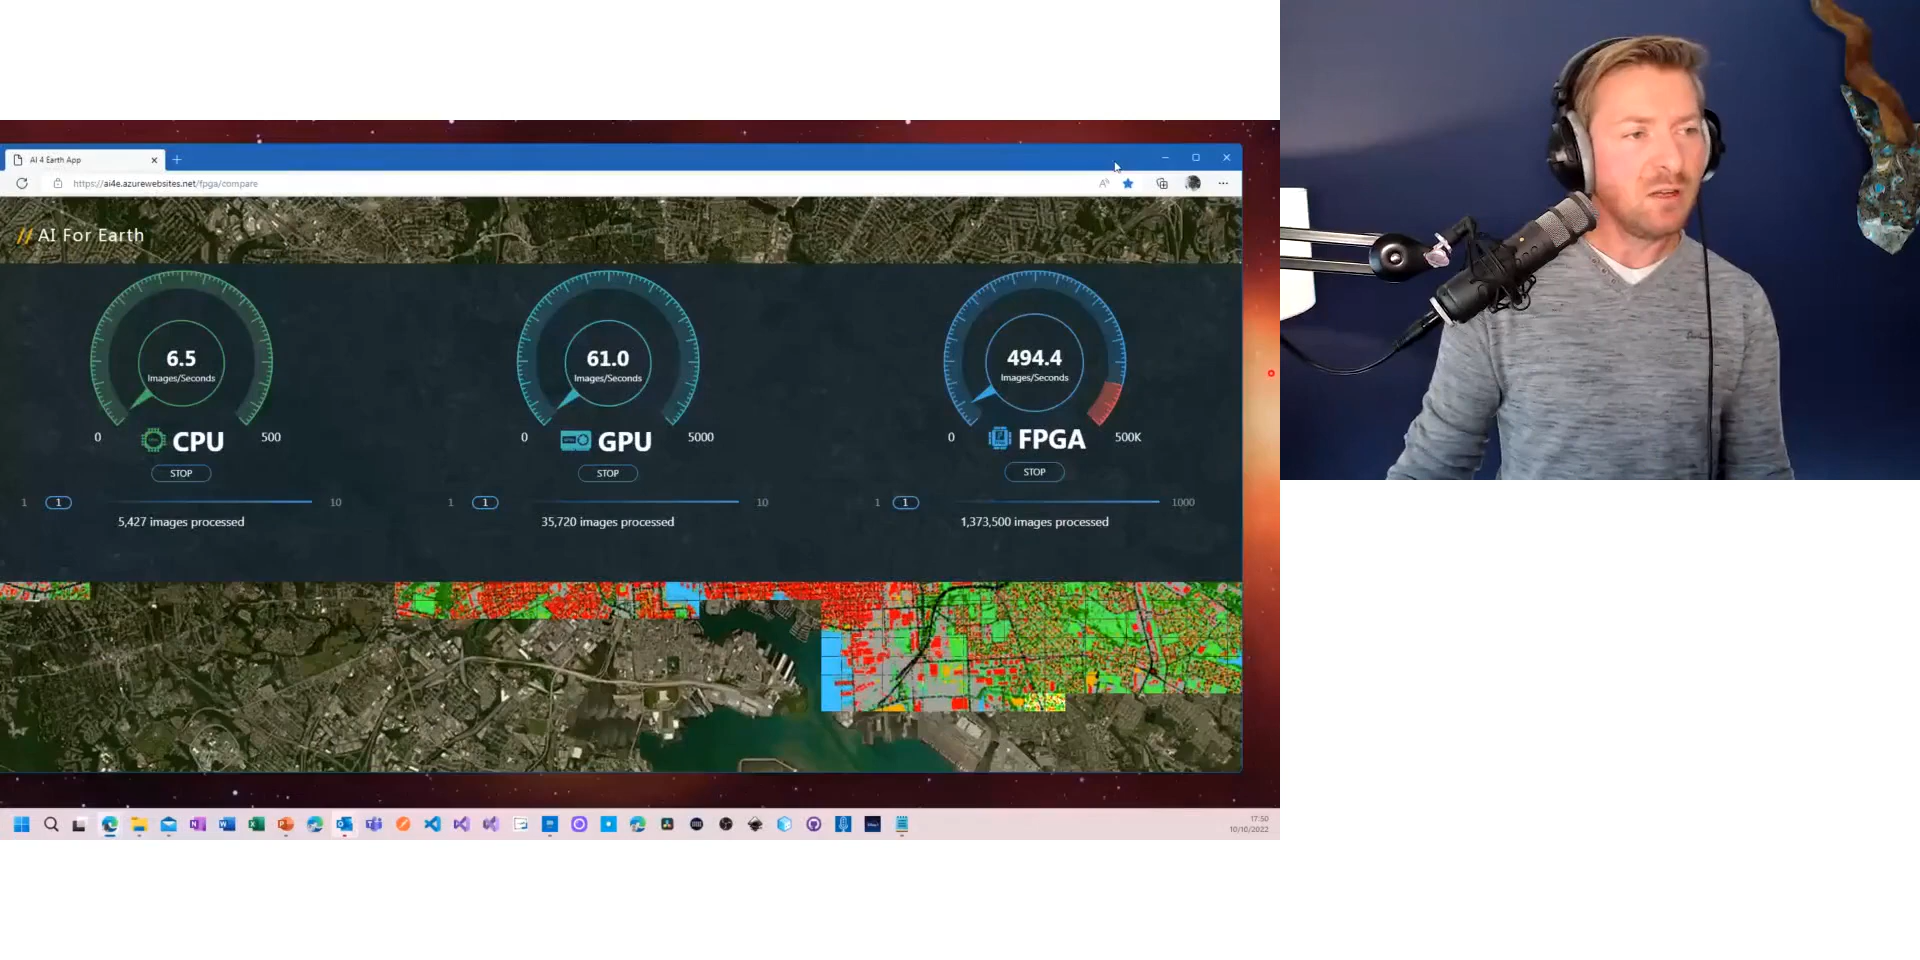 AI 4 Earth App
https://ai4e.azurewebsites.net/fpga/compare
// AI For Earth
6.5
Images/Seconds
0
CPU
500
STOP
1
1
10
5,427 images processed
61.0
Images/Seconds
0
GPU
5000
STOP
1
1
10
35,720 images processed
494.4
Images/Seconds
0
FPGA
500K
STOP
1
1
1000
1,373,500 images processed
17:50
10/10/2022